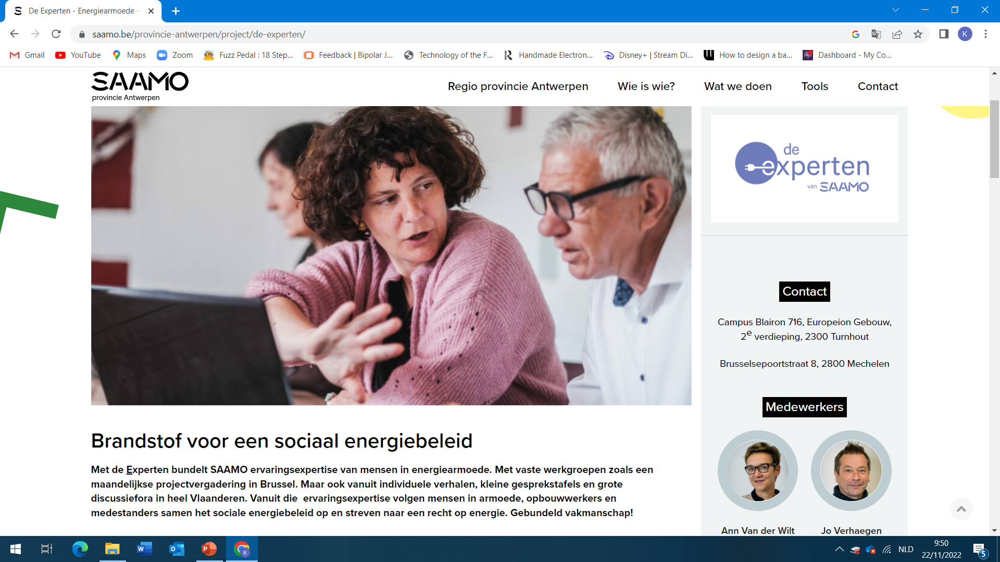 De Experten - Energiearmoede -
saamo.be/provincie-antwerpen/project/de-experten/
K
Gmail
YouTube
Maps
Zoom
Fuzz Pedal : 18 Step...
Feedback | Bipolar J...
Technology of the F...
Handmade Electron...
Disney+ | Stream Di...
How to design a ba...
Dashboard - My Co...
SAAMO
provincie Antwerpen
Regio provincie Antwerpen
Wie is wie?
Wat we doen
Tools
Contact
de
experten
van SAAMO
Contact
Campus Blairon 716, Europeion Gebouw,
2e verdieping, 2300 Turnhout
Brusselsepoortstraat 8, 2800 Mechelen
Medewerkers
Ann Van der Wilt
Jo Verhaegen
Brandstof voor een sociaal energiebeleid
Met de Experten bundelt SAAMO ervaringsexpertise van mensen in energiearmoede. Met vaste werkgroepen zoals een
maandelijkse projectvergadering in Brussel. Maar ook vanuit individuele verhalen, kleine gesprekstafels en grote
discussiefora in heel Vlaanderen. Vanuit die  ervaringsexpertise volgen mensen in armoede, opbouwwerkers en
medestanders samen het sociale energiebeleid op en streven naar een recht op energie. Gebundeld vakmanschap!
NLD
9:50
22/11/2022
5